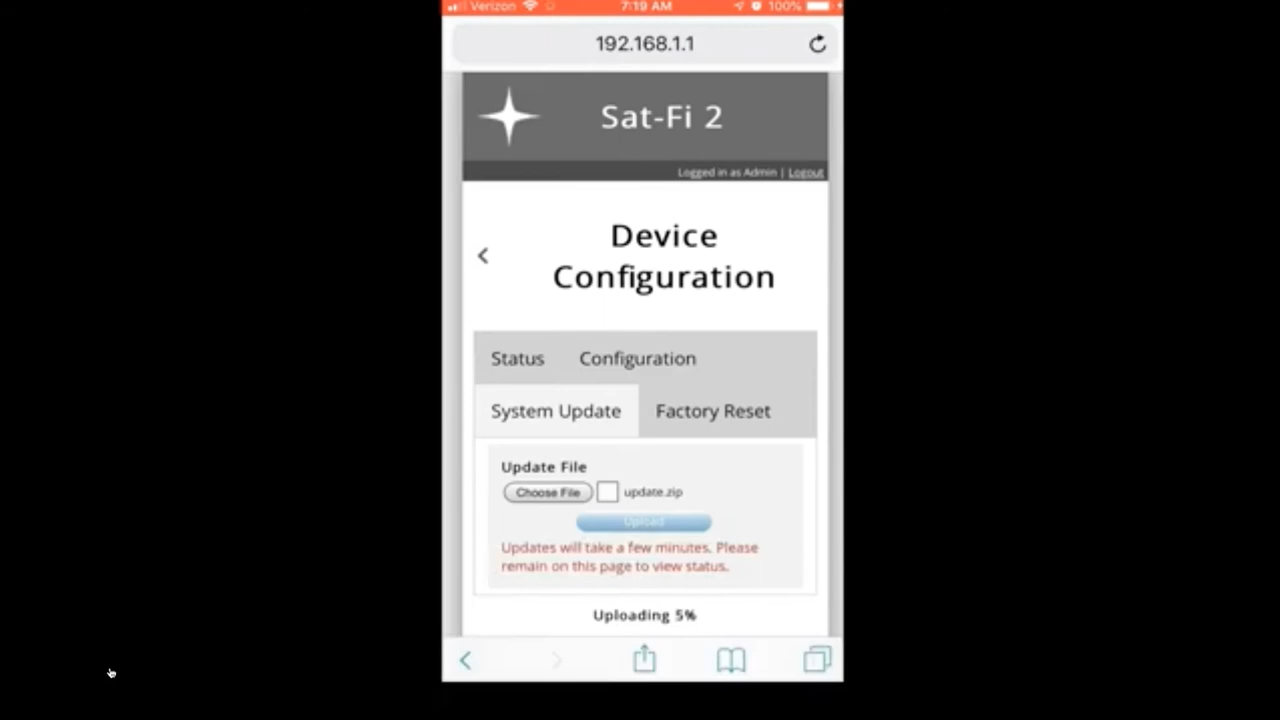 Verizon 7:19 AM 100%
192.168.1.1
Sat-Fi 2
Logged in as Admin | Logout
Device
Configuration
Status Configuration
System Update Factory Reset
Update File
Choose File update.zip
Upload
Updates will take a few minutes. Please
remain on this page to view status.
Uploading 5%